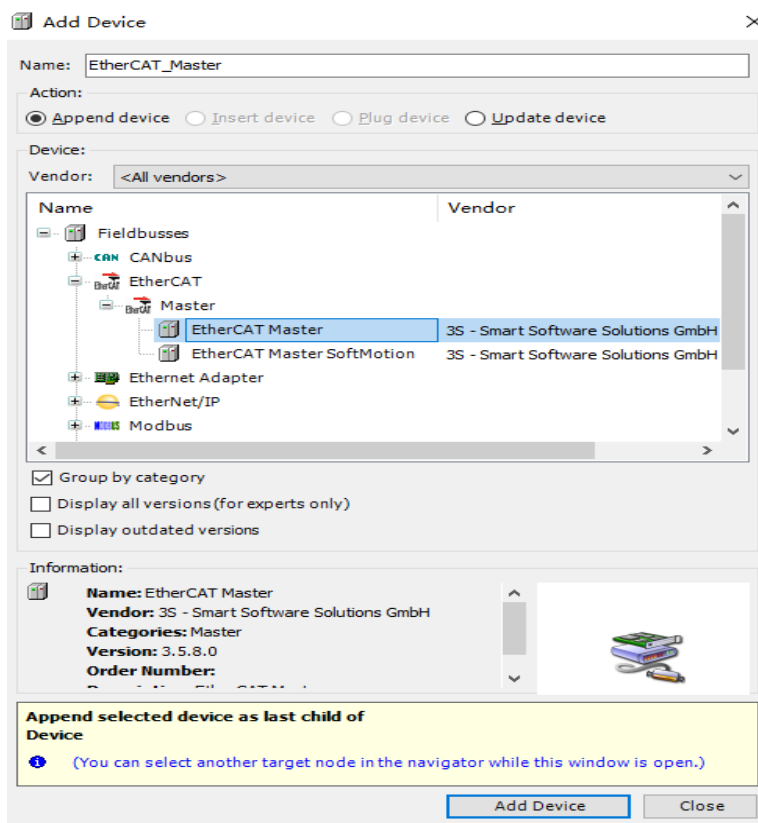 Add Device
Name: EtherCAT_Master
Action:
Append device Insert device Plug device Update device
Device:
Vendor: <All vendors>
Name Vendor
Fieldbusses
CAN CANbus
EtherCAT EtherCAT
EtherCAT Master
EtherCAT Master 3S - Smart Software Solutions GmbH
EtherCAT Master SoftMotion 3S - Smart Software Solutions GmbH
Ethernet Adapter
EtherNet/IP
MODBUS Modbus
Group by category
Display all versions (for experts only)
Display outdated versions
Information:
Name: EtherCAT Master
Vendor: 3S - Smart Software Solutions GmbH
Categories: Master
Version: 3.5.8.0
Order Number:
Append selected device as last child of
Device
(You can select another target node in the navigator while this window is open.)
Add Device Close